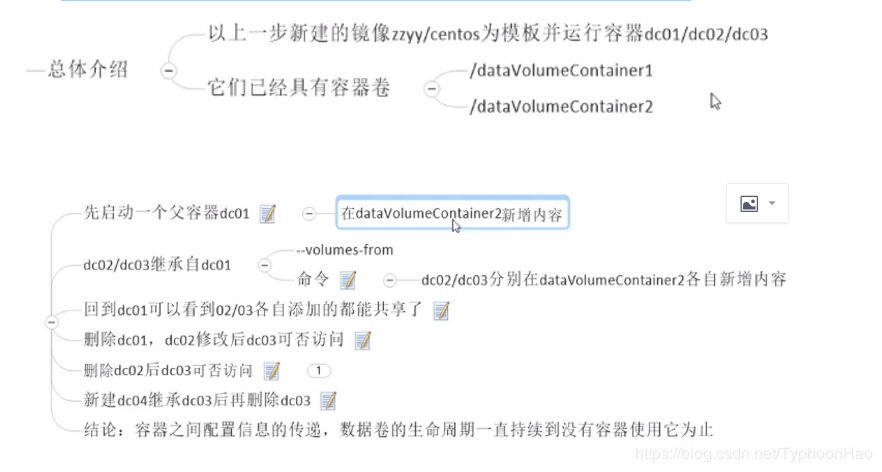 以上一步新建的镜像zzyy/centos为模板并运行容器dc01/dc02/dc03
总体介绍
它们已经具有容器卷
/dataVolumeContainer1
/dataVolumeContainer2
先启动一个父容器dc01
在dataVolumeContainer2新增内容
dc02/dc03继承自dc01
--volumes-from
命令
dc02/dc03分别在dataVolumeContainer2各自新增内容
回到dc01可以看到02/03各自添加的都能共享了
删除dc01，dc02修改后dc03可否访问
删除dc02后dc03可否访问
1
新建dc04继承dc03后再删除dc03
结论：容器之间配置信息的传递，数据卷的生命周期一直持续到没有容器使用它为止
https://blog.csdn.net/TyphoonHao